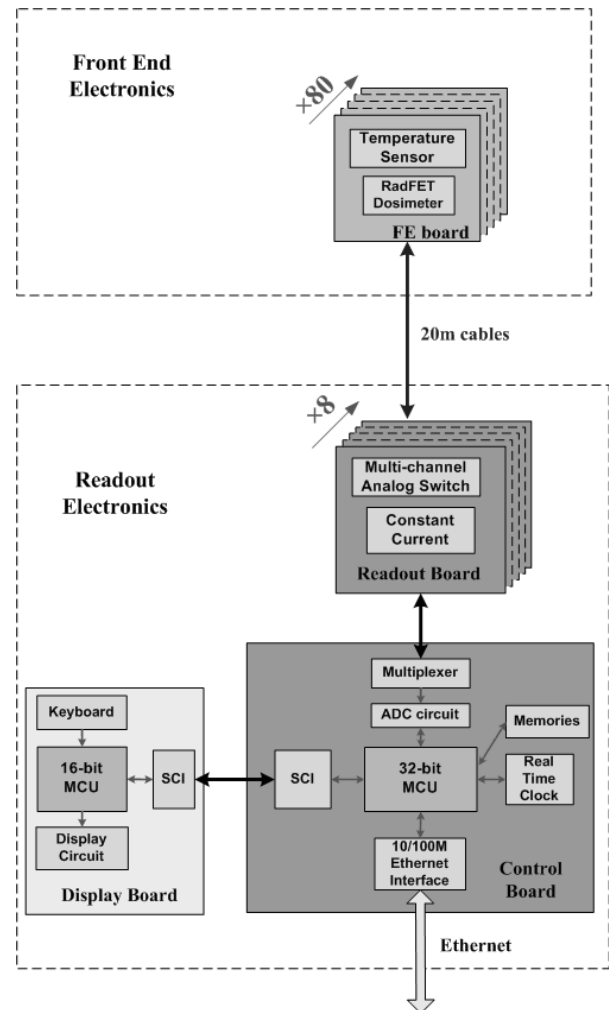 Front End
Electronics
×80
Temperature
Sensor
RadFET
Dosimeter
FE board
20m cables
×8
Readout
Electronics
Multi-channel
Analog Switch
Constant
Current
Readout Board
Multiplexer
ADC circuit
Memories
Keyboard
16-bit
MCU
SCI
SCI
32-bit
MCU
Real
Time
Clock
Display
Circuit
10/100M
Ethernet
Interface
Display Board
Control
Board
Ethernet